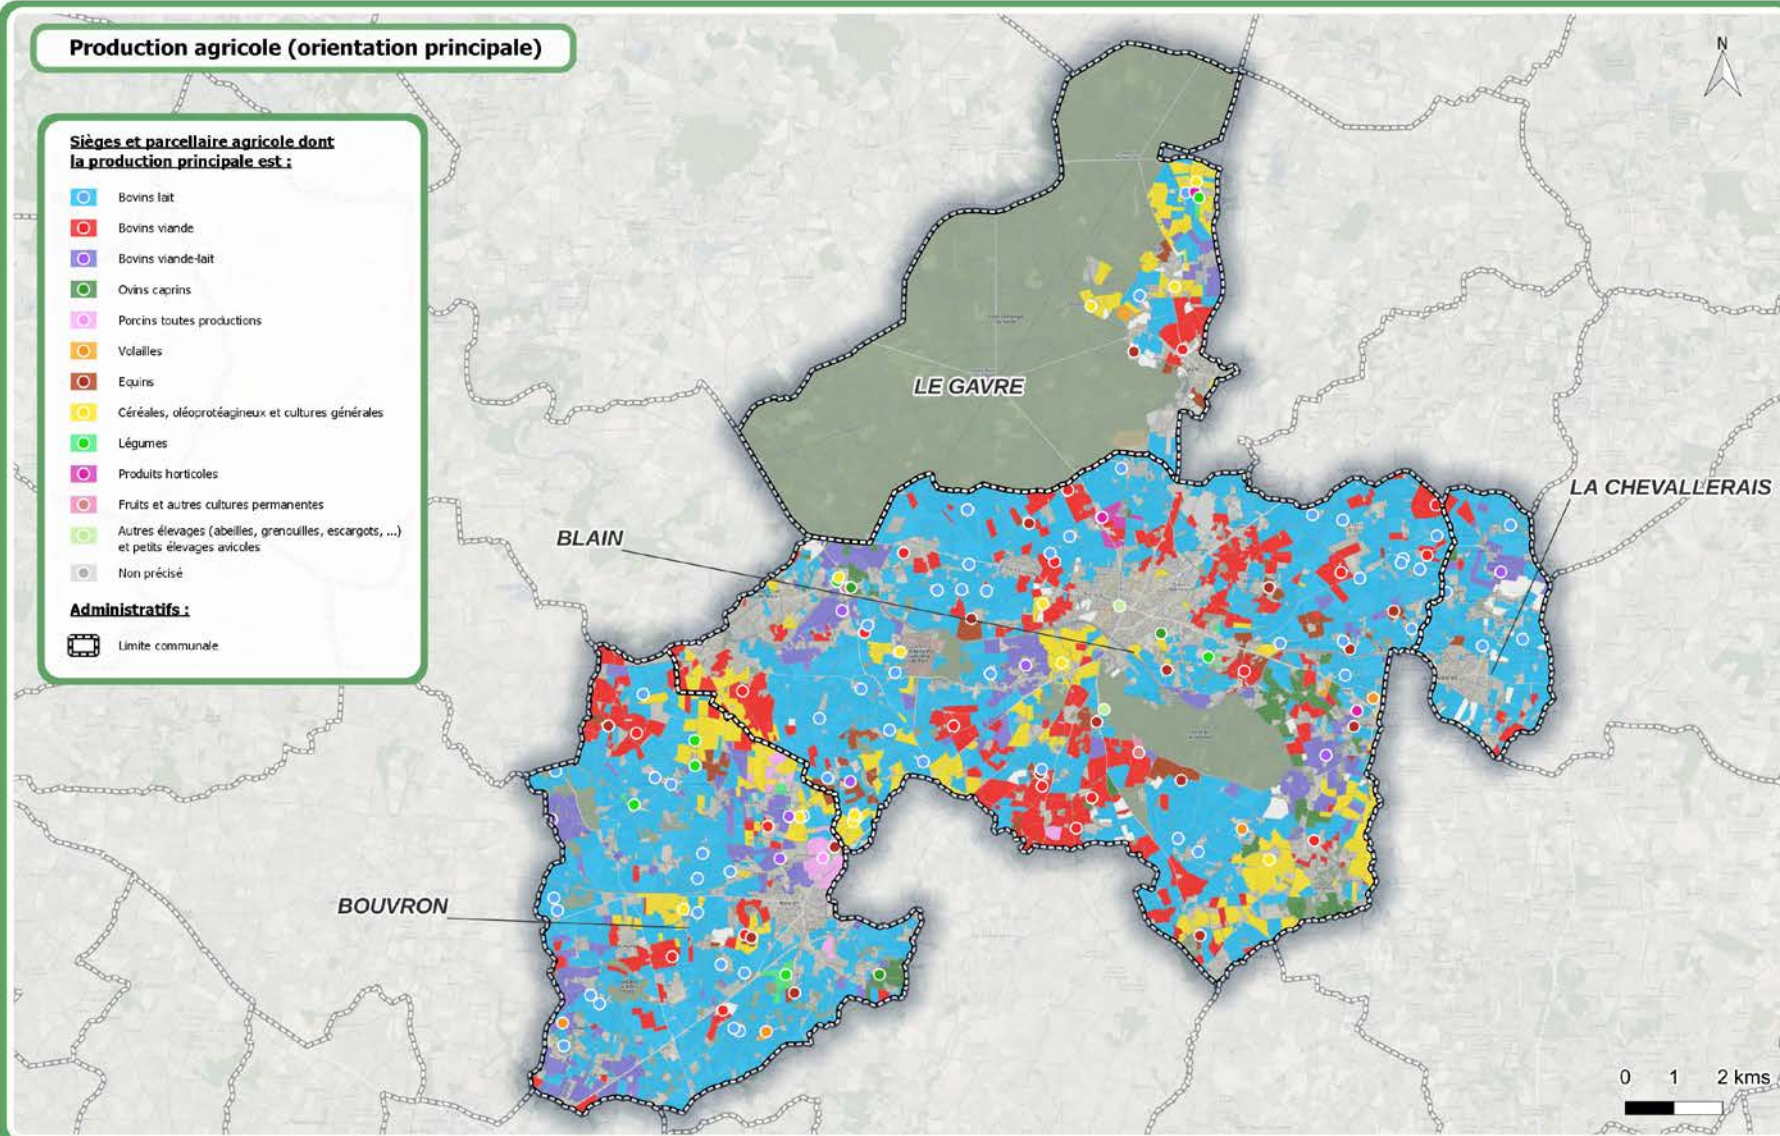 Production agricole (orientation principale)
N
Sièges et parcellaire agricole dont
la production principale est :
Bovins lait
Bovins viande
Bovins viande-lait
Ovins caprins
Porcins toutes productions
Volailles
Equins
Céréales, oléoprotéagineux et cultures générales
Légumes
Produits horticoles
Fruits et autres cultures permanentes
Autres élevages (abeilles, grenouilles, escargots, ...)
et petits élevages avicoles
Non précisé
Administratifs :
Limite communale
LE GAVRE
LA CHEVALLERAIS
BLAIN
BOUVRON
0 1 2 kms